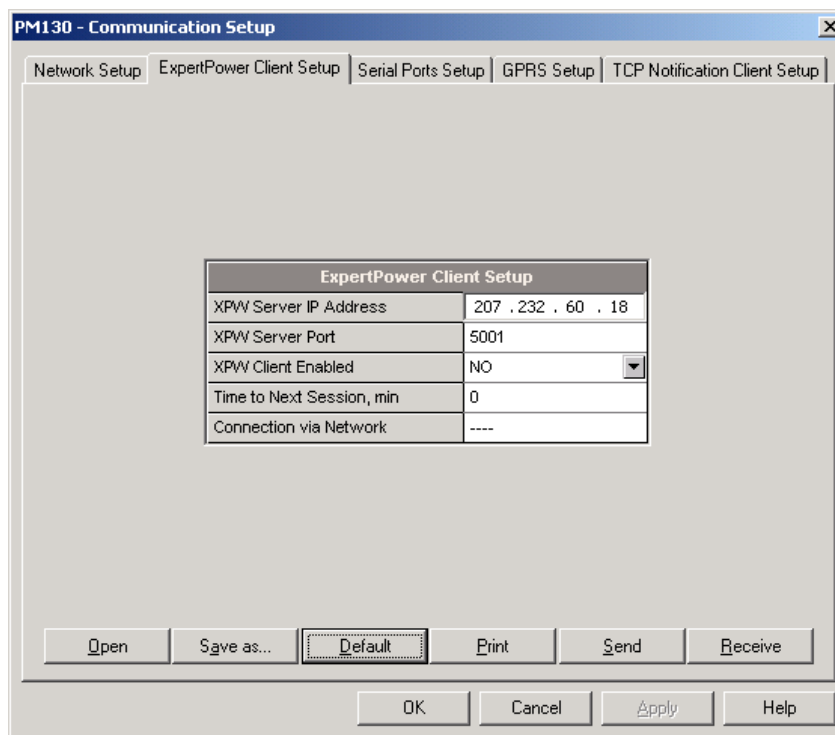 PM130 - Communication Setup
Network Setup ExpertPower Client Setup Serial Ports Setup GPRS Setup TCP Notification Client Setup
ExpertPower Client Setup
XPW Server IP Address 207 . 232 . 60 . 18
XPW Server Port 5001
XPW Client Enabled NO
Time to Next Session, min 0
Connection via Network ----
Open Save as... Default Print Send Receive
OK Cancel Apply Help